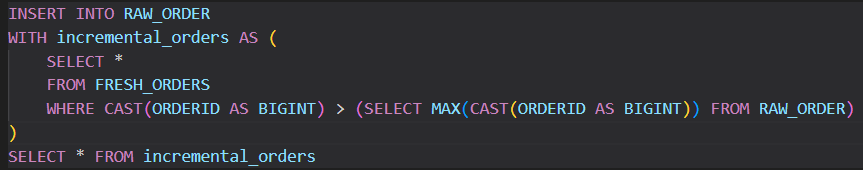 INSERT INTO RAW_ORDER
WITH incremental_orders AS (
    SELECT *
    FROM FRESH_ORDERS
    WHERE CAST(ORDERID AS BIGINT) > (SELECT MAX(CAST(ORDERID AS BIGINT)) FROM RAW_ORDER)
)
SELECT * FROM incremental_orders